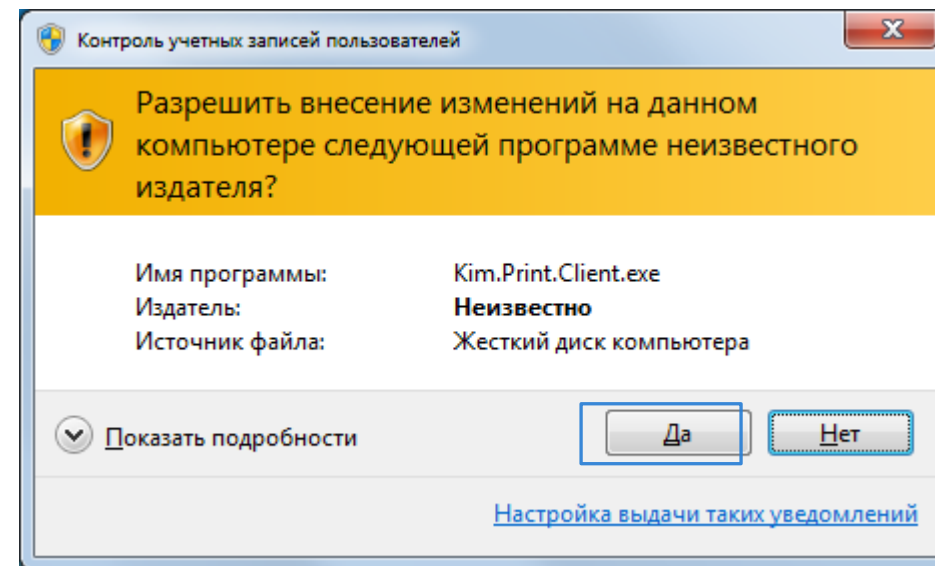 Контроль учетных записей пользователей
Разрешить внесение изменений на данном
компьютере следующей программе неизвестного
издателя?
Имя программы: Kim.Print.Client.exe
Издатель: Неизвестно
Источник файла: Жесткий диск компьютера
Показать подробности Да Нет
Настройка выдачи таких уведомлений